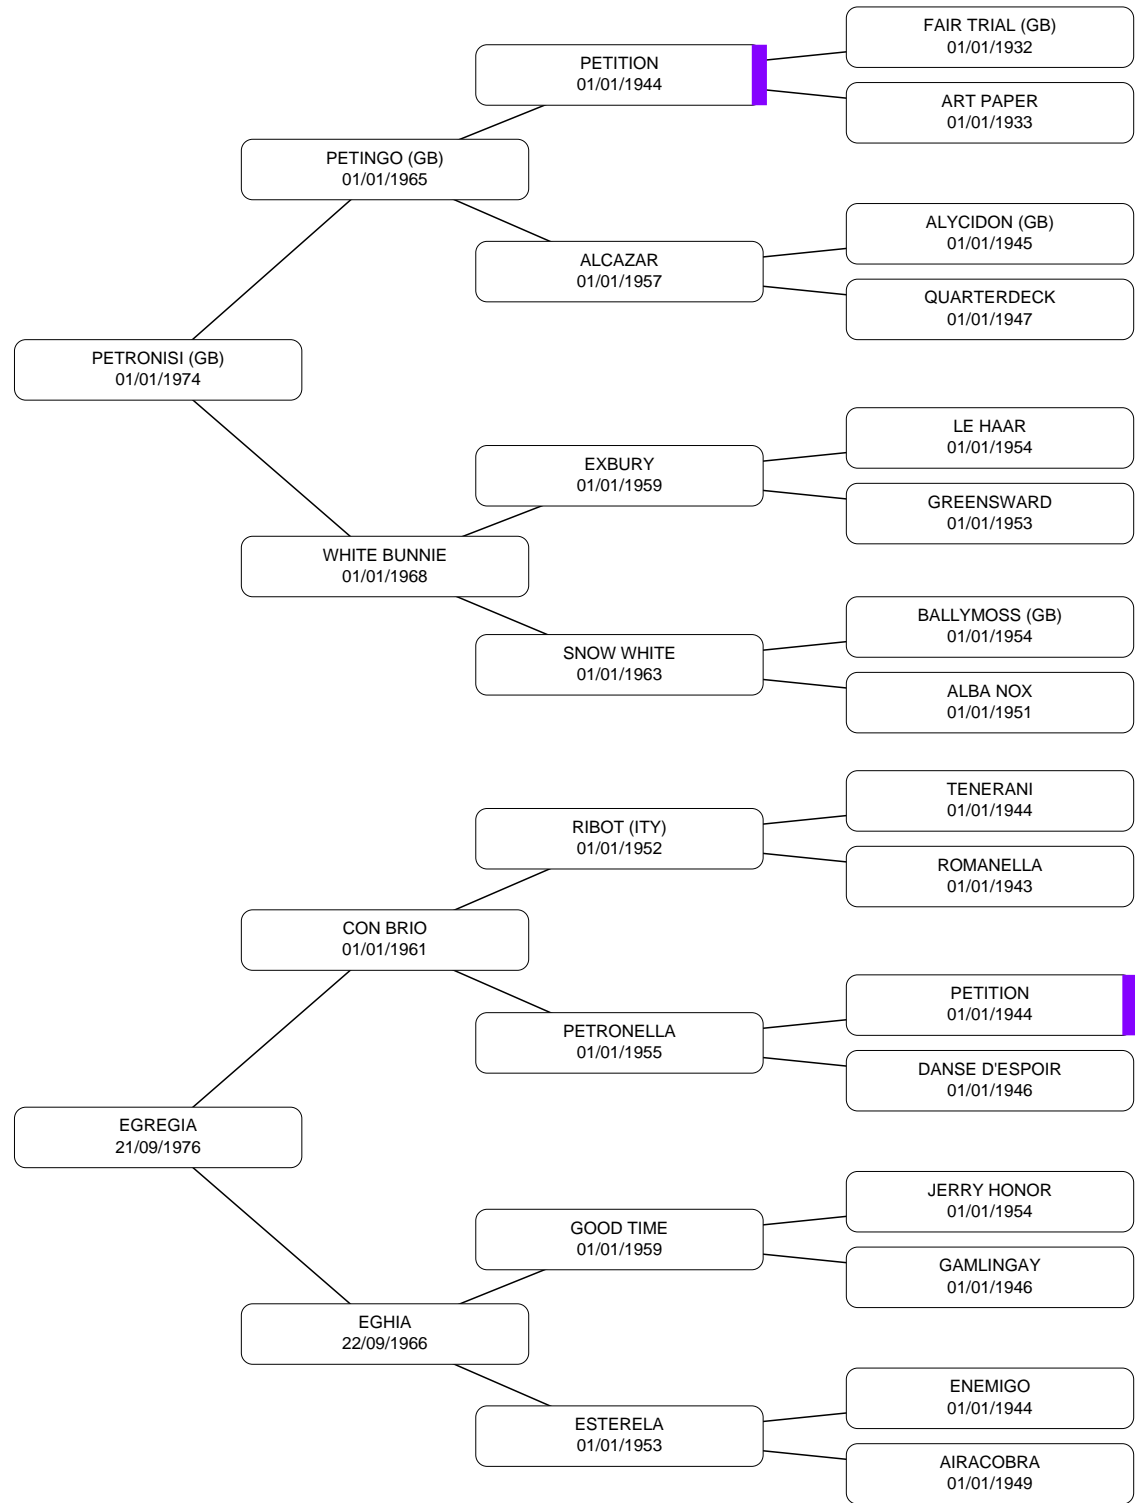 FAIR TRIAL (GB)
01/01/1932
PETITION
01/01/1944
ART PAPER
01/01/1933
PETINGO (GB)
01/01/1965
ALYCIDON (GB)
01/01/1945
ALCAZAR
01/01/1957
QUARTERDECK
01/01/1947
PETRONISI (GB)
01/01/1974
LE HAAR
01/01/1954
EXBURY
01/01/1959
GREENSWARD
01/01/1953
WHITE BUNNIE
01/01/1968
BALLYMOSS (GB)
01/01/1954
SNOW WHITE
01/01/1963
ALBA NOX
01/01/1951
TENERANI
01/01/1944
RIBOT (ITY)
01/01/1952
ROMANELLA
01/01/1943
CON BRIO
01/01/1961
PETITION
01/01/1944
PETRONELLA
01/01/1955
DANSE D'ESPOIR
01/01/1946
EGREGIA
21/09/1976
JERRY HONOR
01/01/1954
GOOD TIME
01/01/1959
GAMLINGAY
01/01/1946
EGHIA
22/09/1966
ENEMIGO
01/01/1944
ESTERELA
01/01/1953
AIRACOBRA
01/01/1949